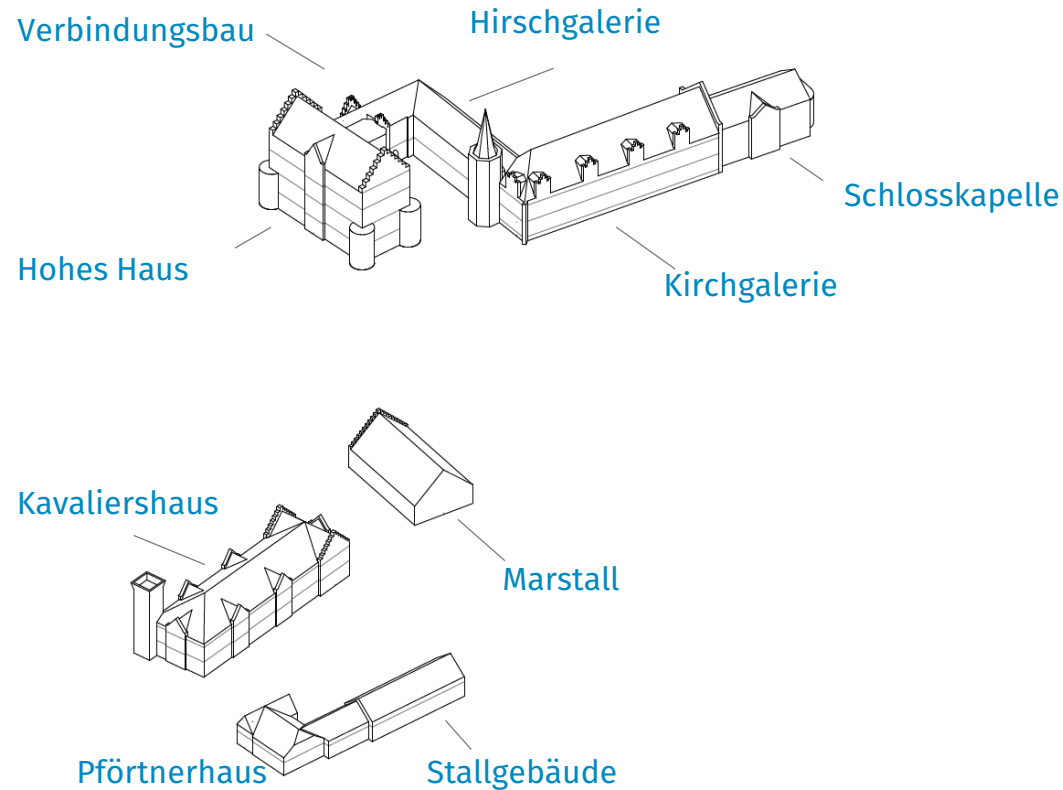 Verbindungsbau
Hirschgalerie
Schlosskapelle
Hohes Haus
Kirchgalerie
Kavaliershaus
Marstall
Pförtnerhaus
Stallgebäude